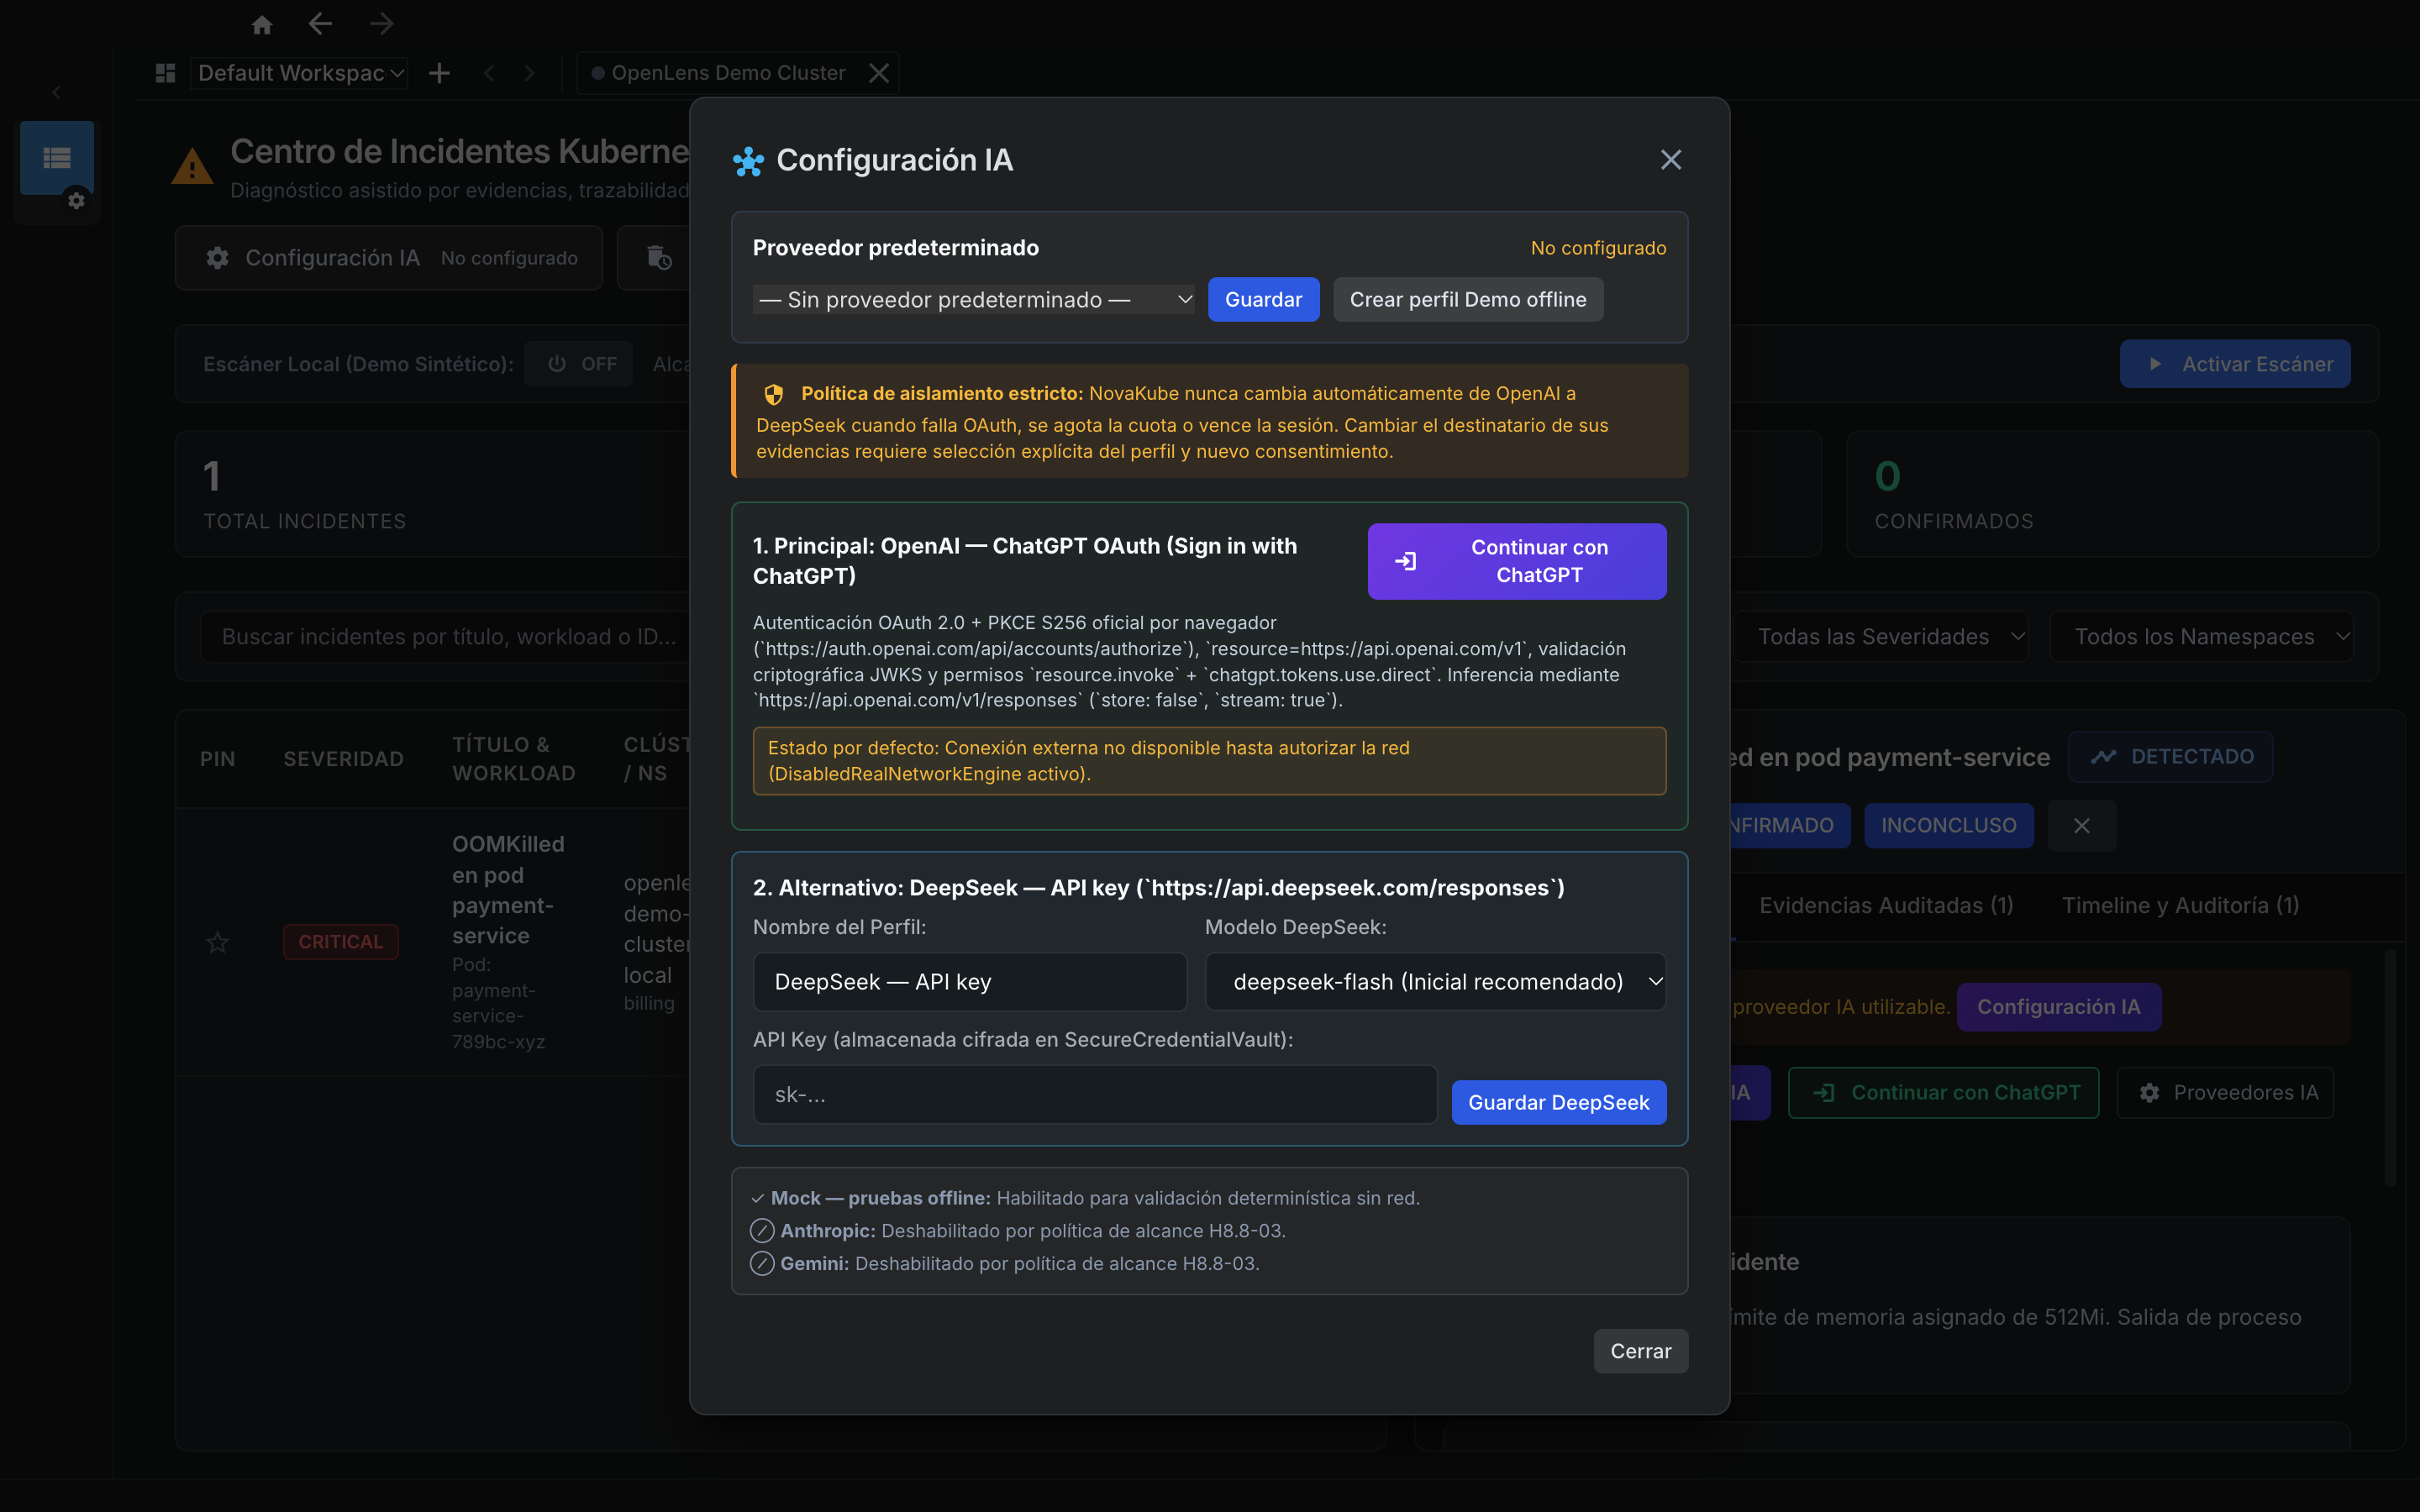 Default Workspac
OpenLens Demo Cluster
Centro de Incidentes Kuberne
Diagnóstico asistido por evidencias, trazabilidad
Configuración IA No configurado
Escáner Local (Demo Sintético): OFF Alca
Activar Escáner
1
TOTAL INCIDENTES
0
CONFIRMADOS
Buscar incidentes por título, workload o ID...
Todas las Severidades
Todos los Namespaces
PIN
SEVERIDAD
TÍTULO &
WORKLOAD
CLÚST
/ NS
CRITICAL
OOMKilled
en pod
payment-
service
Pod:
payment-
service-
789bc-xyz
openle
demo-
cluster
local
billing
ed en pod payment-service
DETECTADO
NFIRMADO
INCONCLUSO
Evidencias Auditadas (1)
Timeline y Auditoría (1)
proveedor IA utilizable.
Configuración IA
IA
Continuar con ChatGPT
Proveedores IA
idente
ímite de memoria asignado de 512Mi. Salida de proceso
Configuración IA
Proveedor predeterminado
No configurado
— Sin proveedor predeterminado —
Guardar
Crear perfil Demo offline
Política de aislamiento estricto: NovaKube nunca cambia automáticamente de OpenAI a
DeepSeek cuando falla OAuth, se agota la cuota o vence la sesión. Cambiar el destinatario de sus
evidencias requiere selección explícita del perfil y nuevo consentimiento.
1. Principal: OpenAI — ChatGPT OAuth (Sign in with
ChatGPT)
Continuar con
ChatGPT
Autenticación OAuth 2.0 + PKCE S256 oficial por navegador
(`https://auth.openai.com/api/accounts/authorize`), `resource=https://api.openai.com/v1`, validación
criptográfica JWKS y permisos `resource.invoke` + `chatgpt.tokens.use.direct`. Inferencia mediante
`https://api.openai.com/v1/responses` (`store: false`, `stream: true`).
Estado por defecto: Conexión externa no disponible hasta autorizar la red
(DisabledRealNetworkEngine activo).
2. Alternativo: DeepSeek — API key (`https://api.deepseek.com/responses`)
Nombre del Perfil:
Modelo DeepSeek:
DeepSeek — API key
deepseek-flash (Inicial recomendado)
API Key (almacenada cifrada en SecureCredentialVault):
sk-...
Guardar DeepSeek
Mock — pruebas offline: Habilitado para validación determinística sin red.
Anthropic: Deshabilitado por política de alcance H8.8-03.
Gemini: Deshabilitado por política de alcance H8.8-03.
Cerrar